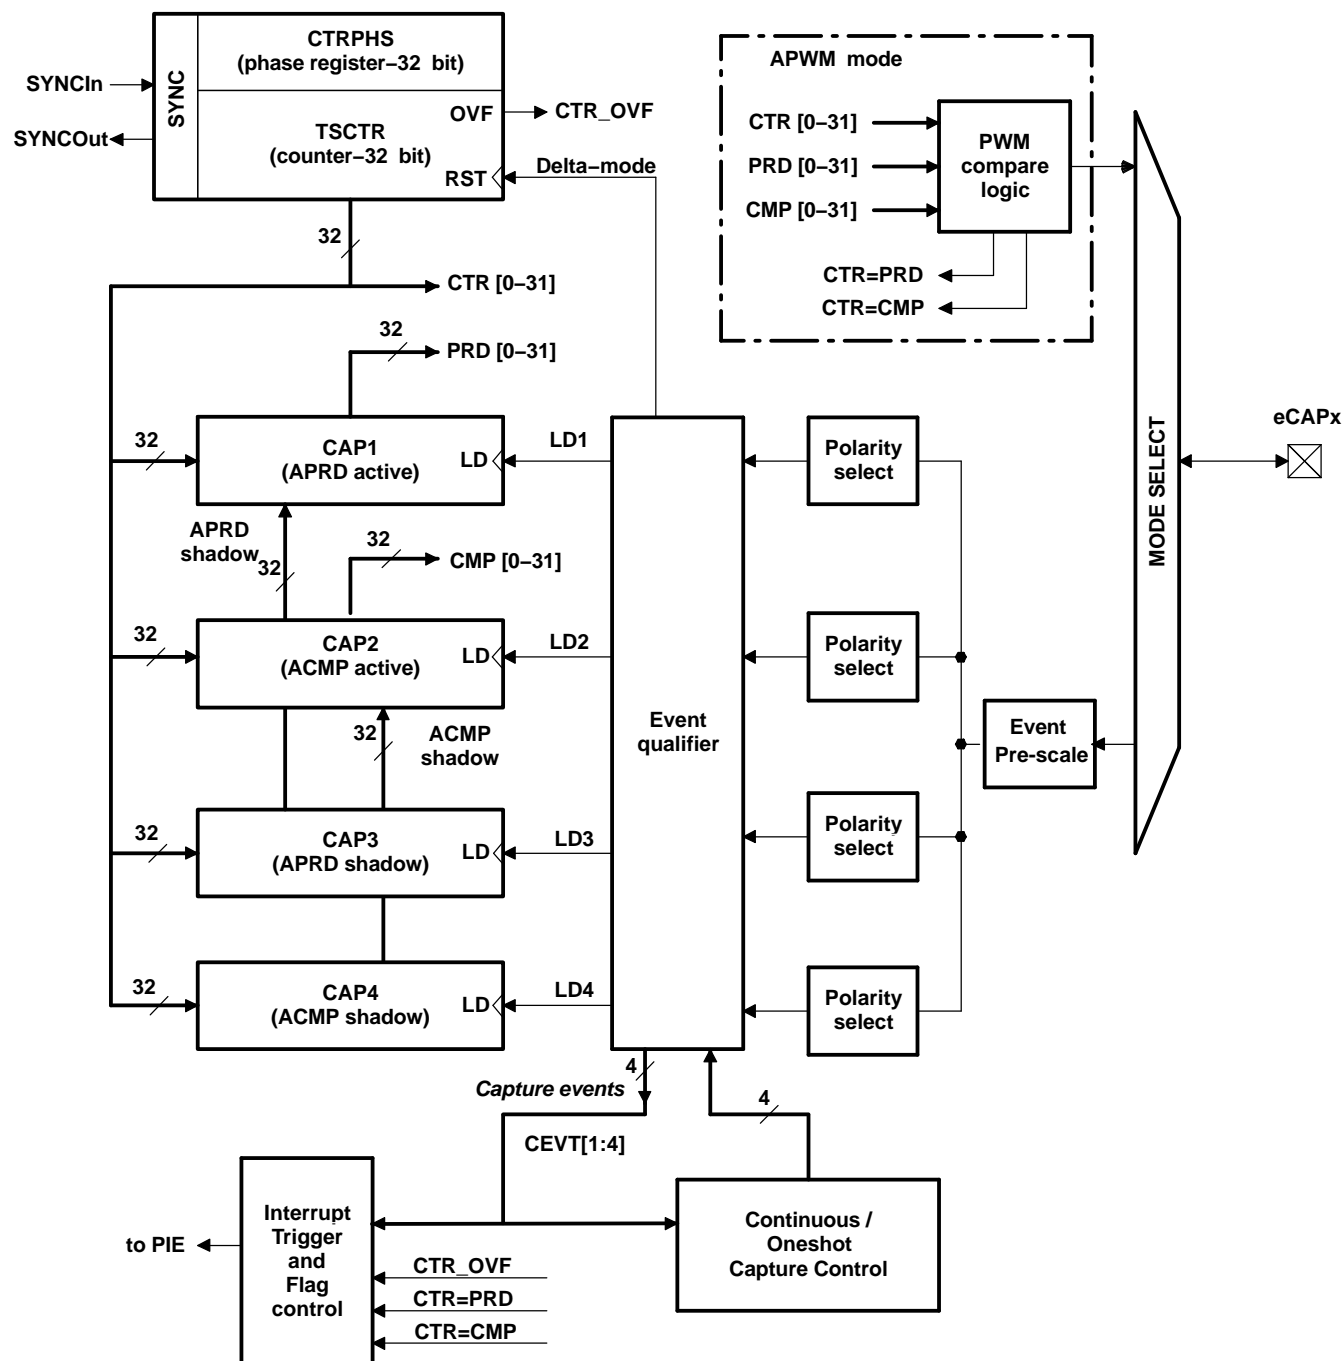 CTRPHS
(phase register−32 bit)
APWM mode
SYNCIn
SYNC
OVF
CTR_OVF
SYNCOut
TSCTR
(counter−32 bit)
RST
Delta−mode
CTR [0−31]
PRD [0−31]
CMP [0−31]
PWM
compare
logic
32
CTR [0−31]
CTR=PRD
CTR=CMP
32
PRD [0−31]
MODE SELECT
eCAPx
32
CAP1
(APRD active)
LD
LD1
Polarity
select
APRD
shadow
32
32
CMP [0−31]
32
CAP2
(ACMP active)
LD
LD2
Polarity
select
32
ACMP
shadow
Event
qualifier
Event
Pre-scale
32
CAP3
(APRD shadow)
LD
LD3
Polarity
select
32
CAP4
(ACMP shadow)
LD
LD4
Polarity
select
4
Capture events
4
CEVT[1:4]
to PIE
Interrupt
Trigger
and
Flag
control
Continuous /
Oneshot
Capture Control
CTR_OVF
CTR=PRD
CTR=CMP